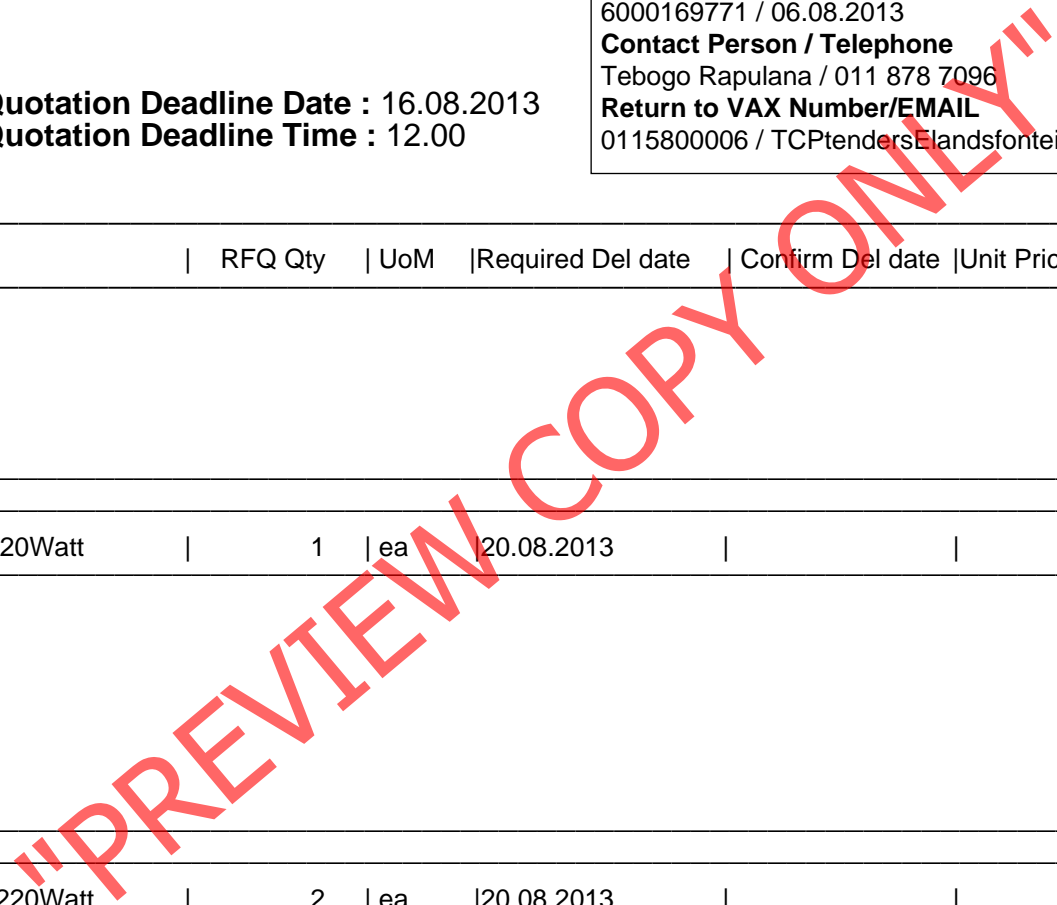 6000169771 / 06.08.2013
Contact Person / Telephone
Tebogo Rapulana / 011 878 7096
Return to VAX Number/EMAIL
0115800006 / TCPtendersElandsfontei
Quotation Deadline Date : 16.08.2013
Quotation Deadline Time : 12.00
| RFQ Qty | UoM |Required Del date | Confirm Del date |Unit Pric
20Watt | 1 | ea |20.08.2013 | |
220Watt | 2 | ea |20.08.2013 | |
"PREVIEW COPY ONLY"